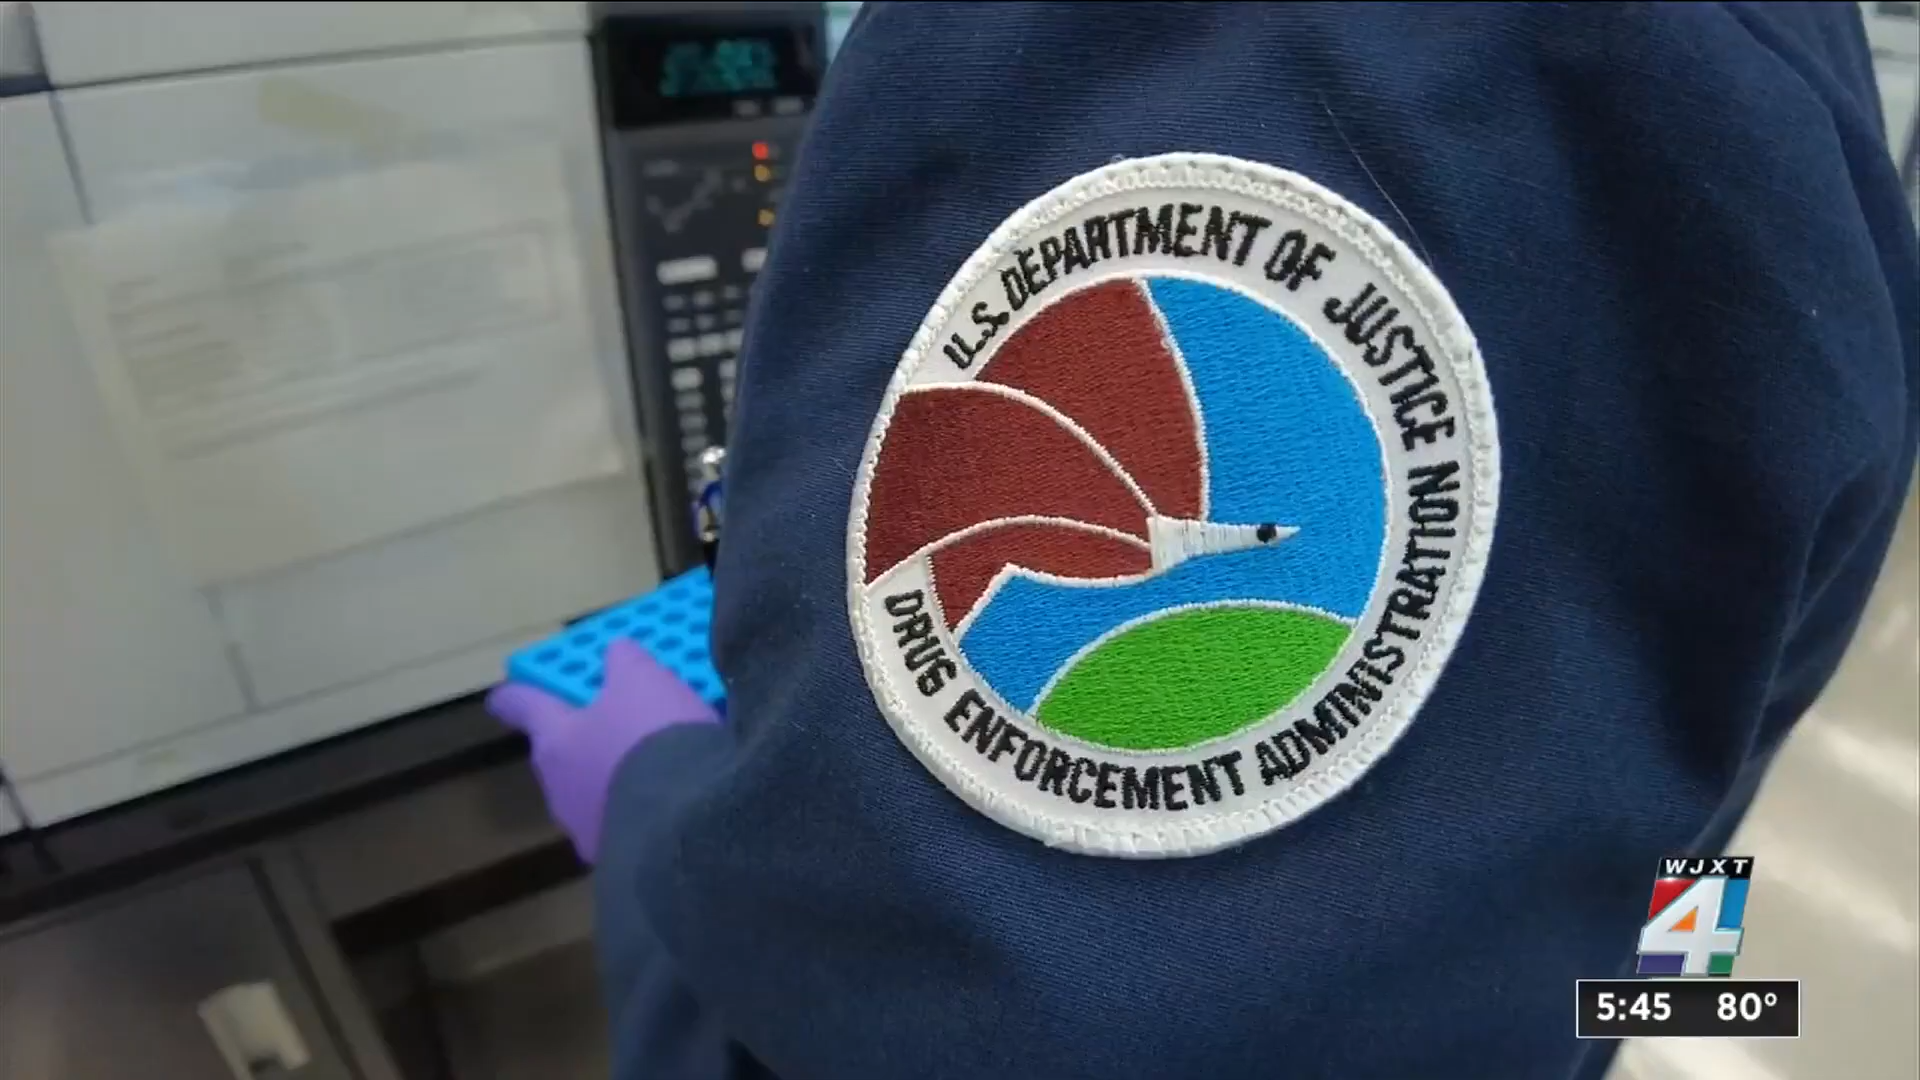 U.S. DEPARTMENT OF JUSTICE
DRUG ENFORCEMENT ADMINISTRATION
WJXT
4
5:45 80°